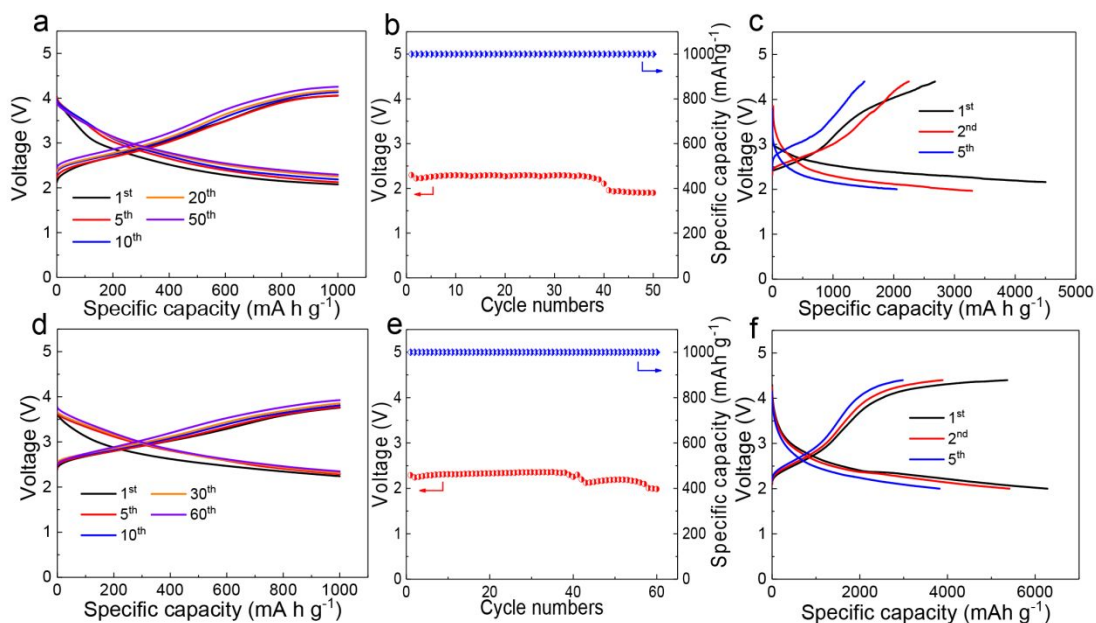 a
Voltage (V)
5
4
3
2
1
0
0 200 400 600 800 1000
Specific capacity (mA h g⁻¹)
1st
5th
10th
20th
50th
b
Voltage (V)
5
4
3
2
1
0
0 10 20 30 40 50
Cycle numbers
1000
800
600
400
200
0
Specific capacity (mAhg⁻¹)
c
Voltage (V)
5
4
3
2
1
0
0 1000 2000 3000 4000 5000
Specific capacity (mA h g⁻¹)
1st
2nd
5th
d
Voltage (V)
5
4
3
2
1
0
0 200 400 600 800 1000
Specific capacity (mA h g⁻¹)
1st
5th
10th
30th
60th
e
Voltage (V)
5
4
3
2
1
0
0 20 40 60
Cycle numbers
1000
800
600
400
200
0
Specific capacity (mAh g⁻¹)
f
Voltage (V)
5
4
3
2
1
0
0 2000 4000 6000
Specific capacity (mAh g⁻¹)
1st
2nd
5th